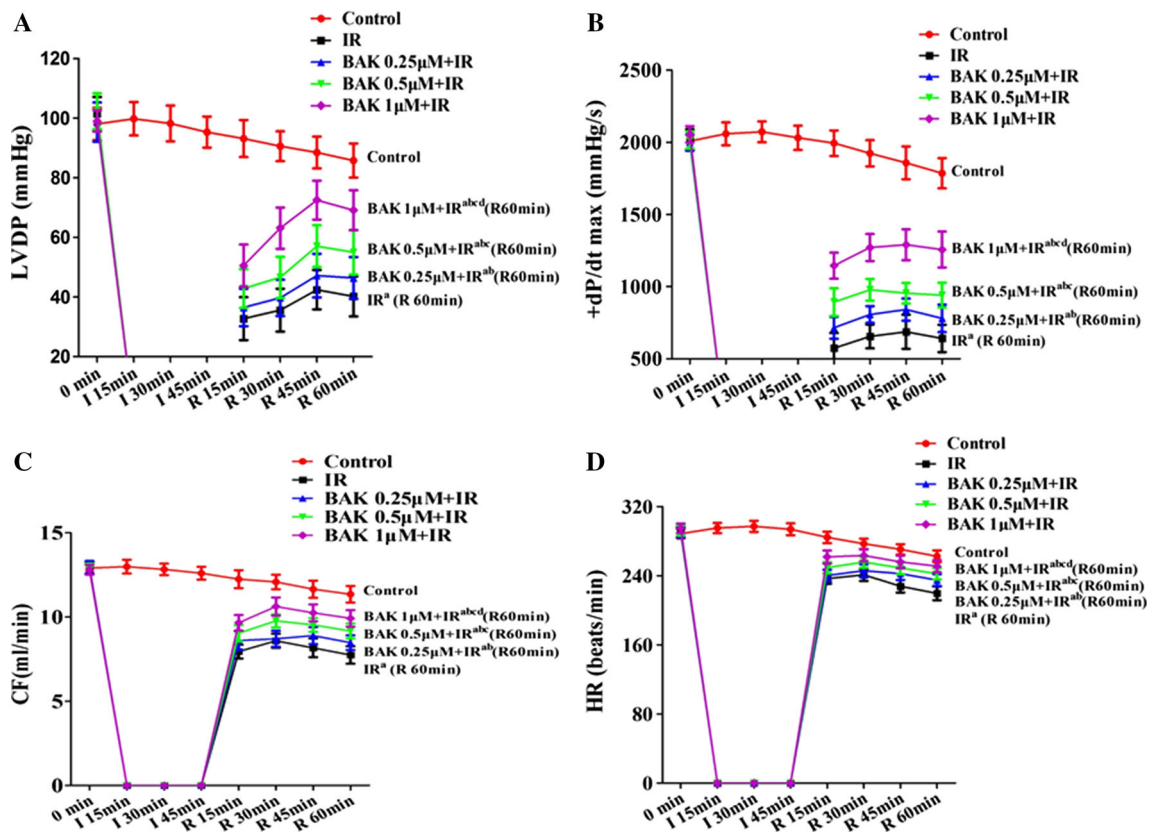 A
Control
IR
BAK 0.25μM+IR
BAK 0.5μM+IR
BAK 1μM+IR
LVDP (mmHg)
120
100
80
60
40
20
Control
BAK 1μM+IRabcd(R60min)
BAK 0.5μM+IRabc(R60min)
BAK 0.25μM+IRab(R60min)
IRa (R 60min)
0 min
I 15min
I 30min
I 45min
R 15min
R 30min
R 45min
R 60min
B
Control
IR
BAK 0.25μM+IR
BAK 0.5μM+IR
BAK 1μM+IR
+dP/dt max (mmHg/s)
2500
2000
1500
1000
500
Control
BAK 1μM+IRabcd(R60min)
BAK 0.5μM+IRabc(R60min)
BAK 0.25μM+IRab(R60min)
IRa (R 60min)
0 min
I 15min
I 30min
I 45min
R 15min
R 30min
R 45min
R 60min
C
Control
IR
BAK 0.25μM+IR
BAK 0.5μM+IR
BAK 1μM+IR
CF(ml/min)
15
10
5
0
Control
BAK 1μM+IRabcd(R60min)
BAK 0.5μM+IRabc(R60min)
BAK 0.25μM+IRab(R60min)
IRa (R 60min)
0 min
I 15min
I 30min
I 45min
R 15min
R 30min
R 45min
R 60min
D
Control
IR
BAK 0.25μM+IR
BAK 0.5μM+IR
BAK 1μM+IR
HR (beats/min)
320
240
160
80
0
Control
BAK 1μM+IRabcd(R60min)
BAK 0.5μM+IRabc(R60min)
BAK 0.25μM+IRab(R60min)
IRa (R 60min)
0 min
I 15min
I 30min
I 45min
R 15min
R 30min
R 45min
R 60min